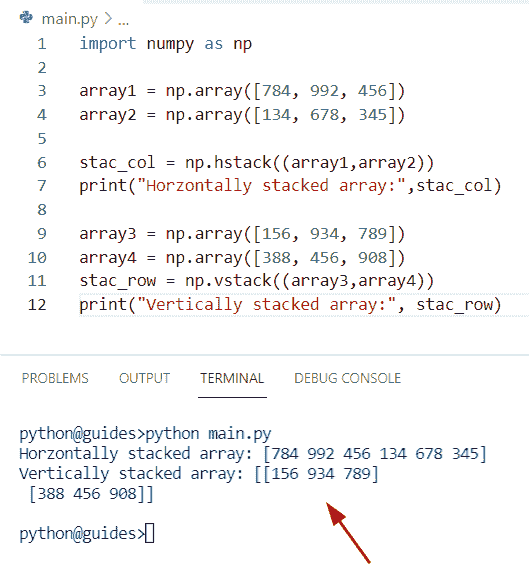 main.py > ...
1 import numpy as np
2
3 array1 = np.array([784, 992, 456])
4 array2 = np.array([134, 678, 345])
5
6 stac_col = np.hstack((array1,array2))
7 print("Horzontally stacked array:",stac_col)
8
9 array3 = np.array([156, 934, 789])
10 array4 = np.array([388, 456, 908])
11 stac_row = np.vstack((array3,array4))
12 print("Vertically stacked array:", stac_row)
PROBLEMS OUTPUT TERMINAL DEBUG CONSOLE
python@guides>python main.py
Horzontally stacked array: [784 992 456 134 678 345]
Vertically stacked array: [[156 934 789]
 [388 456 908]]
python@guides>